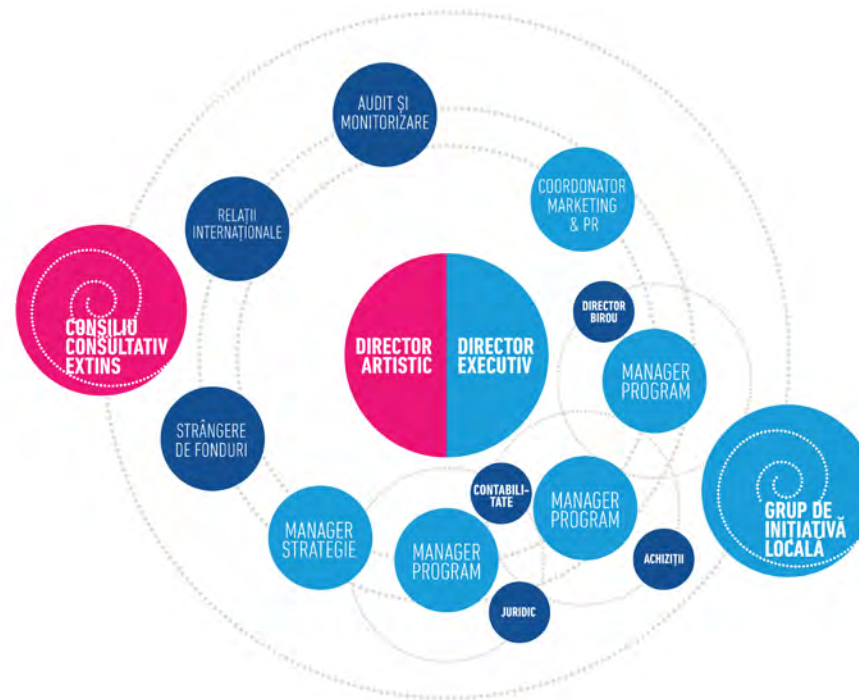 AUDIT ȘI
MONITORIZARE
COORDONATOR
MARKETING
& PR
RELAȚII
INTERNAȚIONALE
CONSILIU
CONSULTATIV
EXTINS
DIRECTOR
ARTISTIC
DIRECTOR
EXECUTIV
DIRECTOR
BIROU
MANAGER
PROGRAM
STRÂNGERE
DE FONDURI
MANAGER
STRATEGIE
MANAGER
PROGRAM
CONTABILI-
TATE
MANAGER
PROGRAM
GRUP DE
INIȚIATIVĂ
LOCALĂ
ACHIZIȚII
JURIDIC